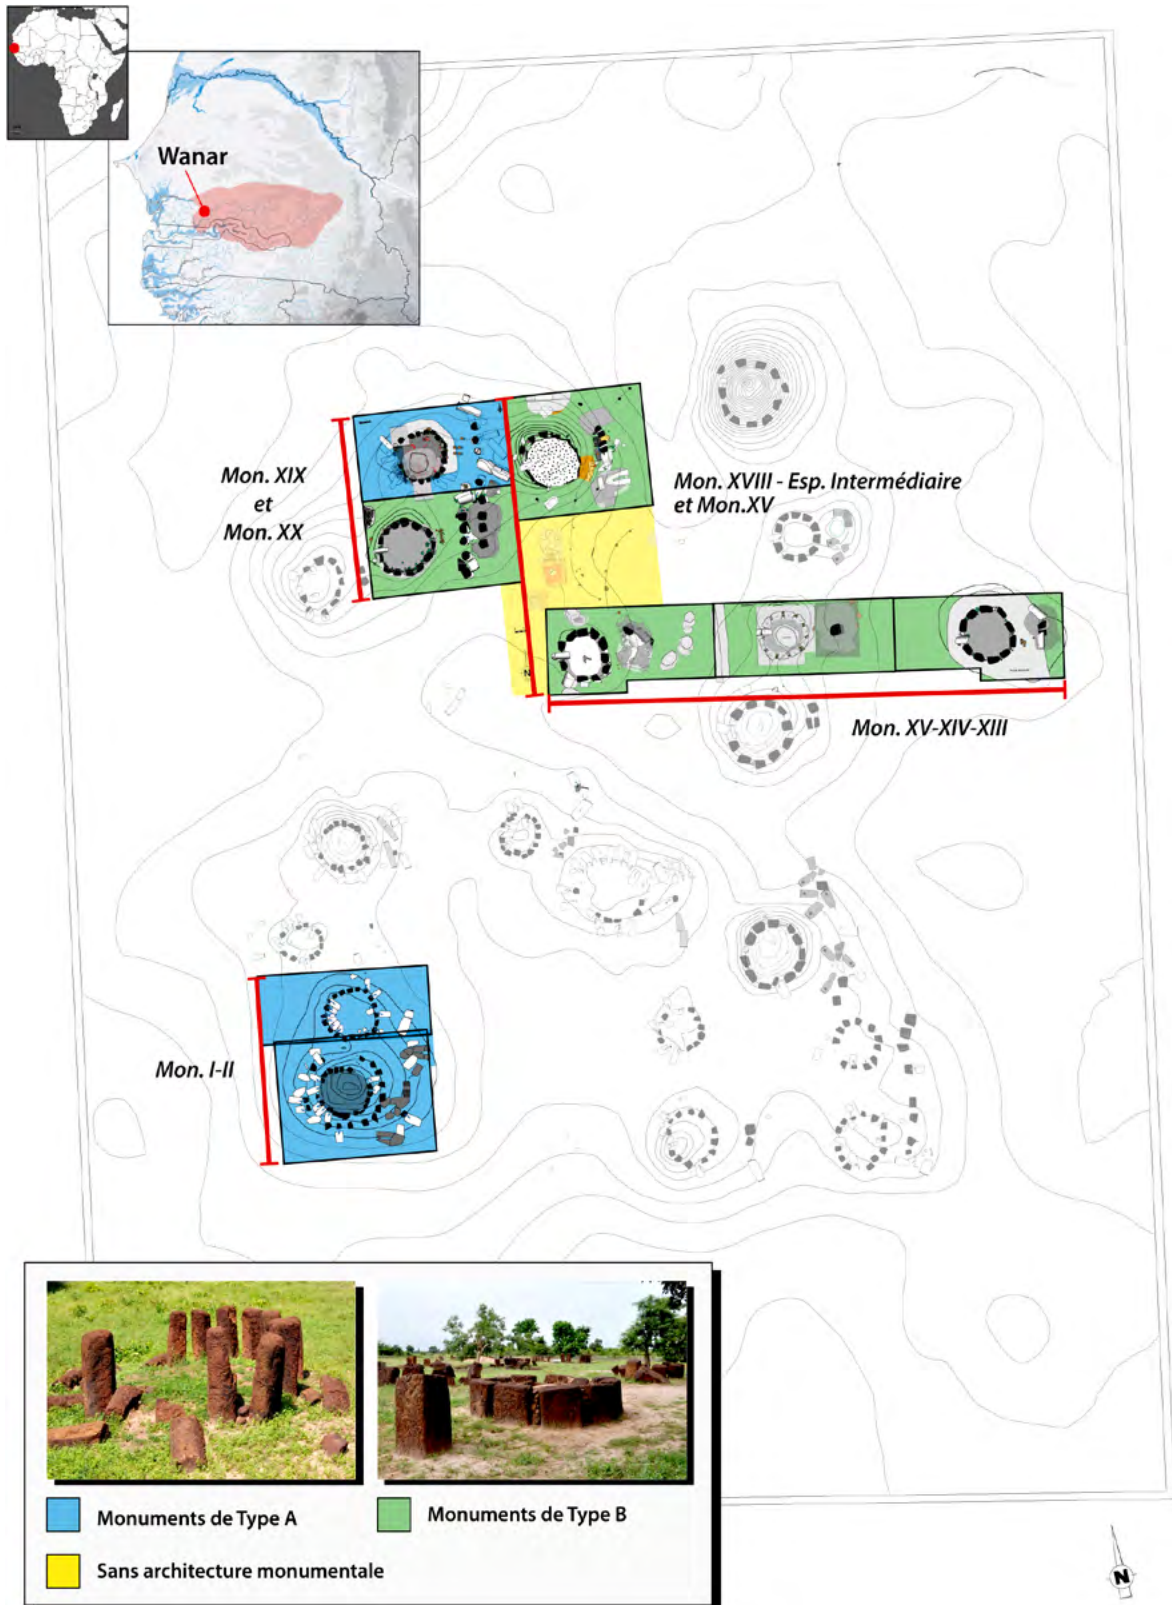 Wanar
Mon. XIX
et
Mon. XX
Mon. XVIII - Esp. Intermédiaire
et Mon.XV
Mon. XV-XIV-XIII
Mon. I-II
Monuments de Type A
Monuments de Type B
Sans architecture monumentale
N